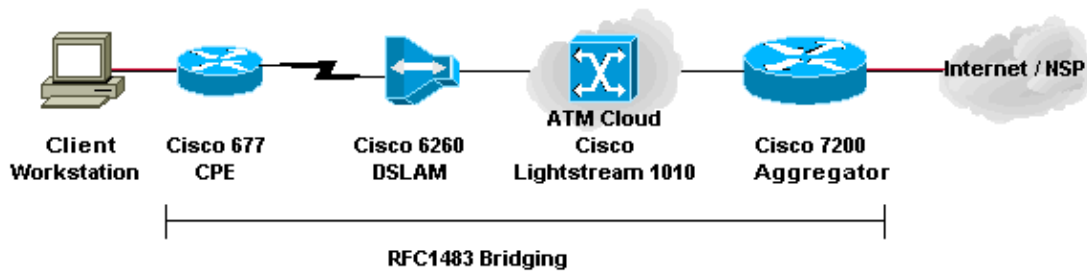 Internet / NSP
ATM Cloud
Client
Workstation
Cisco 677
CPE
Cisco 6260
DSLAM
Cisco
Lightstream 1010
Cisco 7200
Aggregator
RFC1483 Bridging